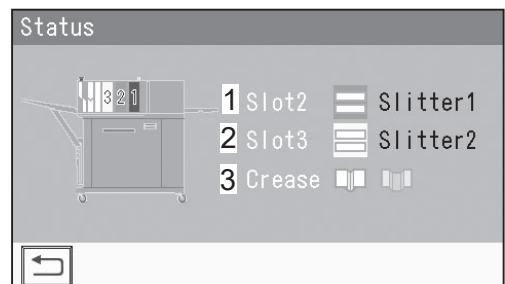 Status
3 2 1
1 Slot2 Slitter1
2 Slot3 Slitter2
3 Crease